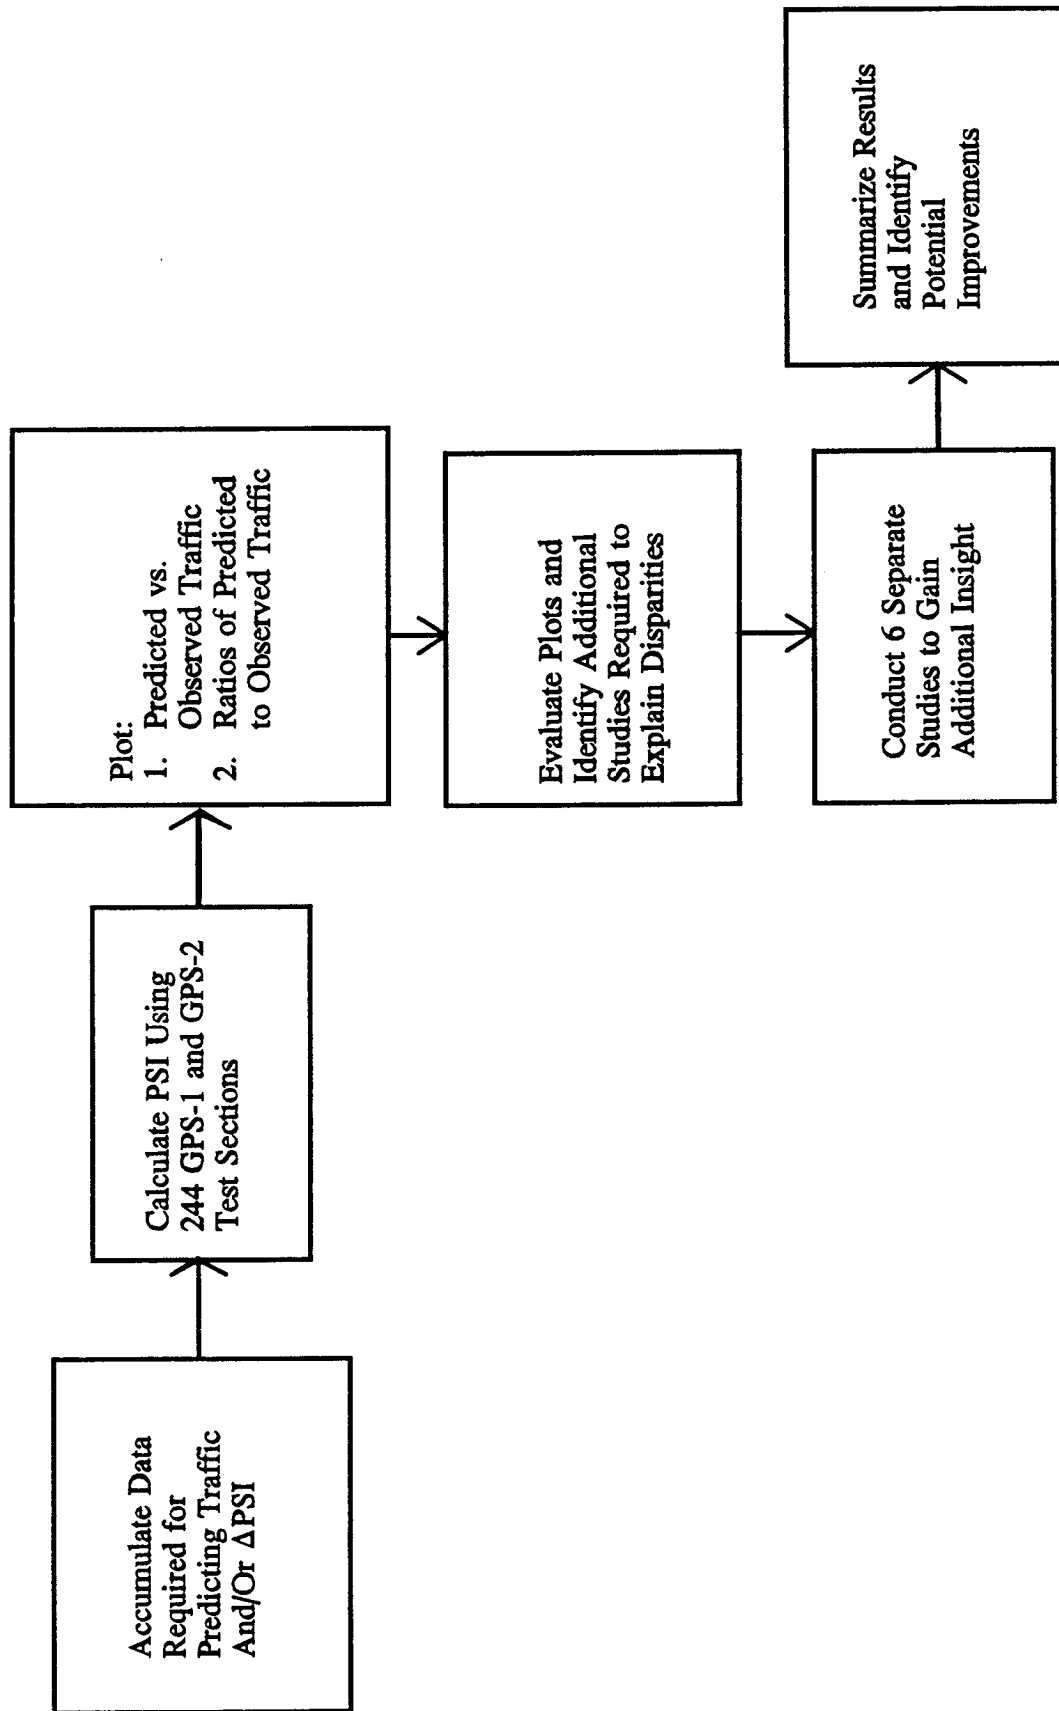 Accumulate Data
Required for
Predicting Traffic
And/Or ΔPSI
Calculate PSI Using
244 GPS-1 and GPS-2
Test Sections
Plot:
1. Predicted vs.
Observed Traffic
2. Ratios of Predicted
to Observed Traffic
Evaluate Plots and
Identify Additional
Studies Required to
Explain Disparities
Conduct 6 Separate
Studies to Gain
Additional Insight
Summarize Results
and Identify
Potential
Improvements